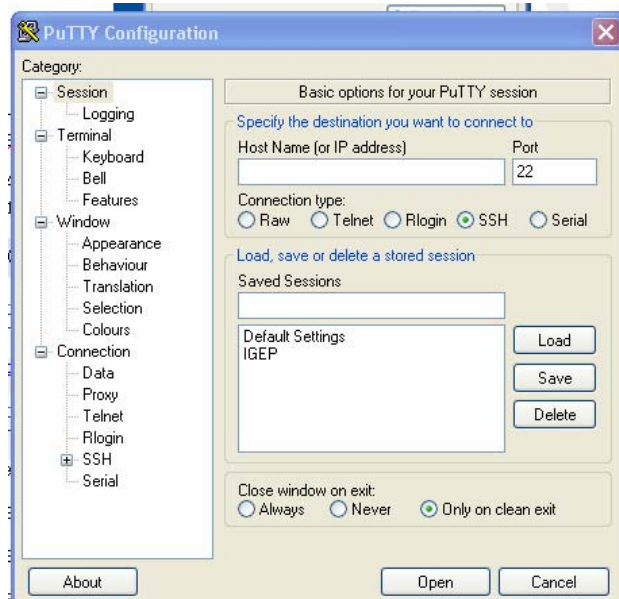 PuTTY Configuration
Category:
Session
Logging
Terminal
Keyboard
Bell
Features
Window
Appearance
Behaviour
Translation
Selection
Colours
Connection
Data
Proxy
Telnet
Rlogin
SSH
Serial
Basic options for your PuTTY session
Specify the destination you want to connect to
Host Name (or IP address) Port
22
Connection type:
Raw Telnet Rlogin SSH Serial
Load, save or delete a stored session
Saved Sessions
Default Settings
IGEP
Load
Save
Delete
Close window on exit:
Always Never Only on clean exit
About Open Cancel